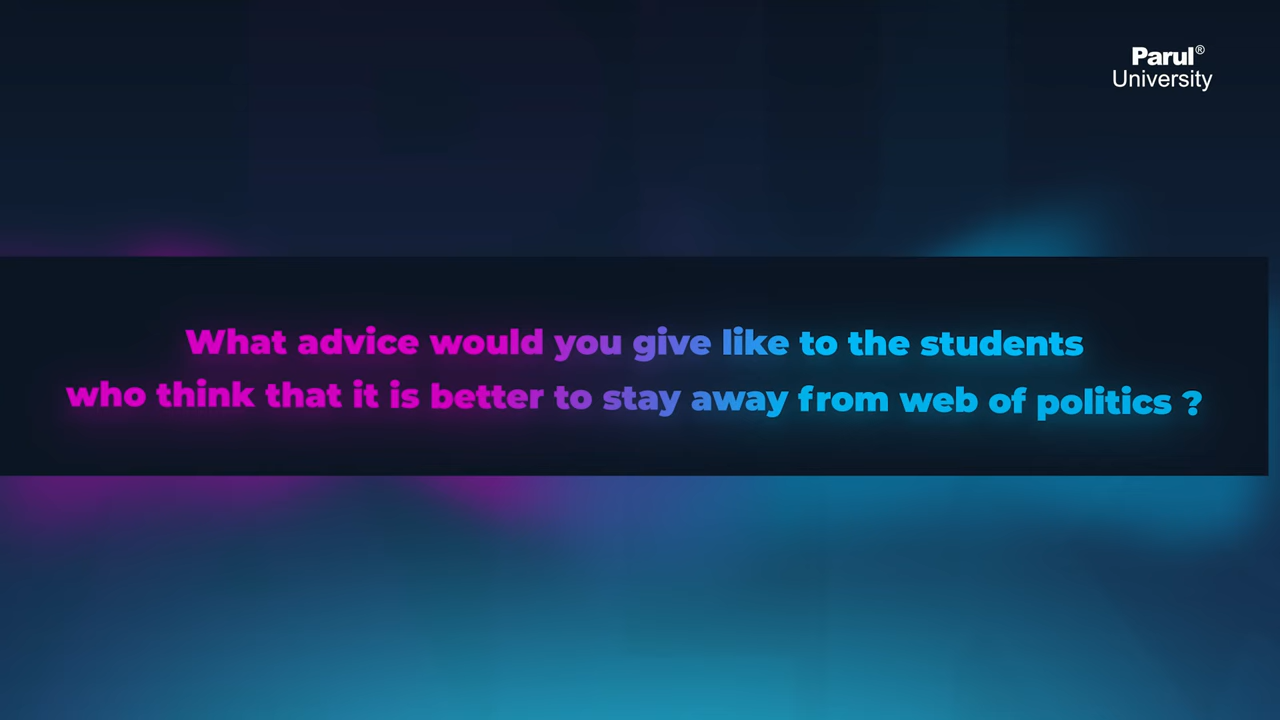 Parul®
University
What advice would you give like to the students
who think that it is better to stay away from web of politics ?